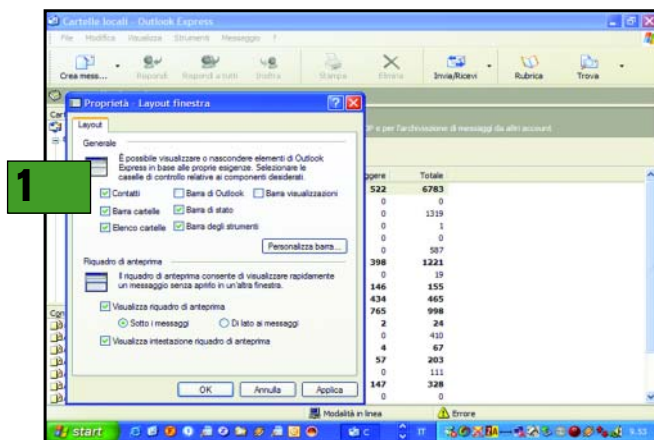 Cartelle locali - Outlook Express
File Modifica Visualizza Strumenti Messaggio ?
Crea mess... Rispondi Rispondi a tutti Inoltra Stampa Elimina Invia/Ricevi Rubrica Trova
Proprietà - Layout finestra
Layout
e per l'archiviazione di messaggi da altri account
Generale
È possibile visualizzare o nascondere elementi di Outlook
Express in base alle proprie esigenze. Selezionare le
caselle di controllo relative ai componenti desiderati.
Contatti Barra di Outlook Barra visualizzazioni
Barra cartelle Barra di stato
Elenco cartelle Barra degli strumenti
Personalizza barra...
Riquadro di anteprima
Il riquadro di anteprima consente di visualizzare rapidamente
un messaggio senza aprirlo in un'altra finestra.
Visualizza riquadro di anteprima
Sotto i messaggi Di lato ai messaggi
Visualizza intestazione riquadro di anteprima
OK Annulla Applica
1
ggere Totale
522 6783
0 0
0 1319
0 1
0 0
0 587
398 1221
0 19
146 155
434 465
765 998
2 24
0 410
4 67
57 203
0 111
147 328
0 0
Modalità in linea Errore
start IT 9.53